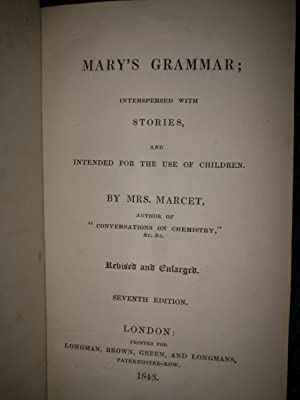 MARY'S GRAMMAR;
INTERSPERSED WITH
STORIES,
AND
INTENDED FOR THE USE OF CHILDREN.
BY MRS. MARCET,
AUTHOR OF
"CONVERSATIONS ON CHEMISTRY,"
&c. &c.
Revised and Enlarged.
SEVENTH EDITION.
LONDON:
PRINTED FOR
LONGMAN, BROWN, GREEN, AND LONGMANS,
PATERNOSTER-ROW.
1843.